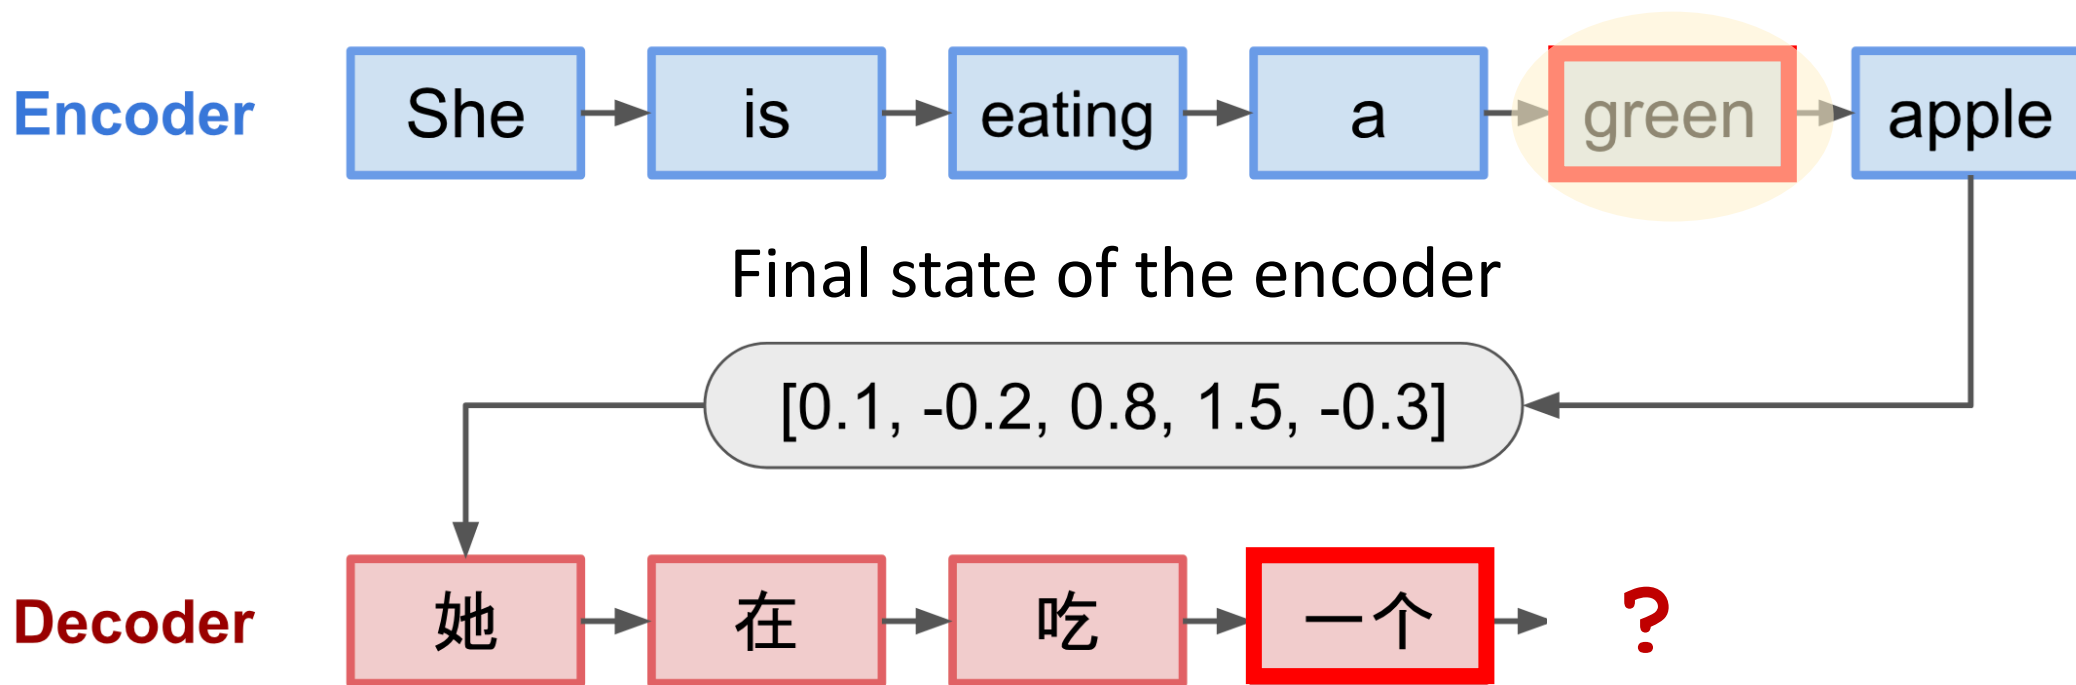 Encoder She is eating a green apple
Final state of the encoder
[0.1, -0.2, 0.8, 1.5, -0.3]
Decoder 她 在 吃 一个 ?